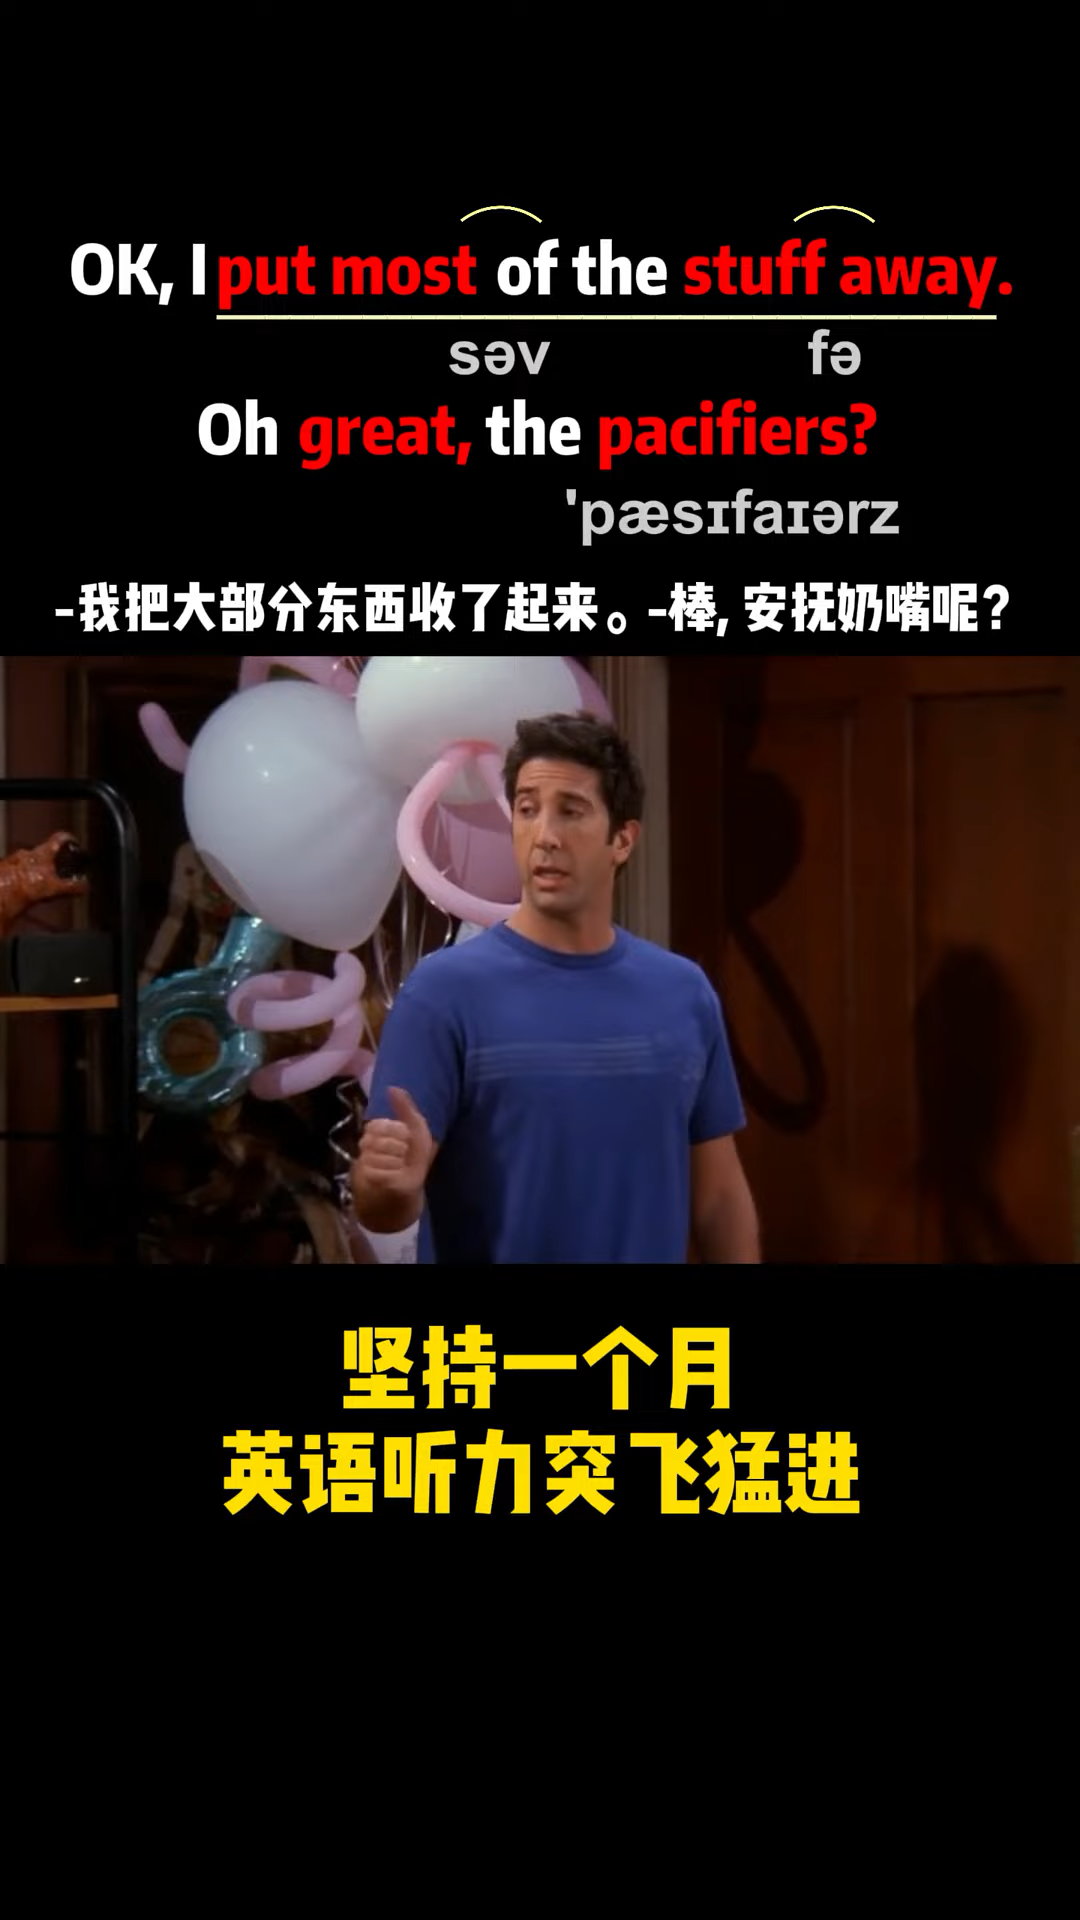 OK, I put most of the stuff away.
səv fə
Oh great, the pacifiers?
'pæsɪfaɪərz
-我把大部分东西收了起来。-棒, 安抚奶嘴呢?
坚持一个月
英语听力突飞猛进